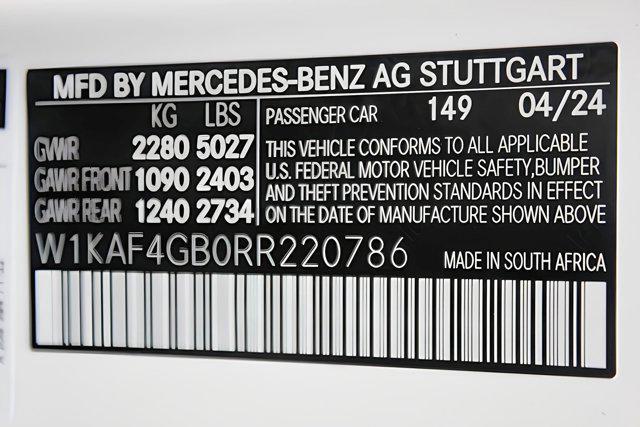 MFD BY MERCEDES-BENZ AG STUTTGART
KG LBS
GVWR 2280 5027
GAWR FRONT 1090 2403
GAWR REAR 1240 2734
PASSENGER CAR 149 04/24
THIS VEHICLE CONFORMS TO ALL APPLICABLE
U.S. FEDERAL MOTOR VEHICLE SAFETY,BUMPER
AND THEFT PREVENTION STANDARDS IN EFFECT
ON THE DATE OF MANUFACTURE SHOWN ABOVE
W1KAF4GB0RR220786
MADE IN SOUTH AFRICA